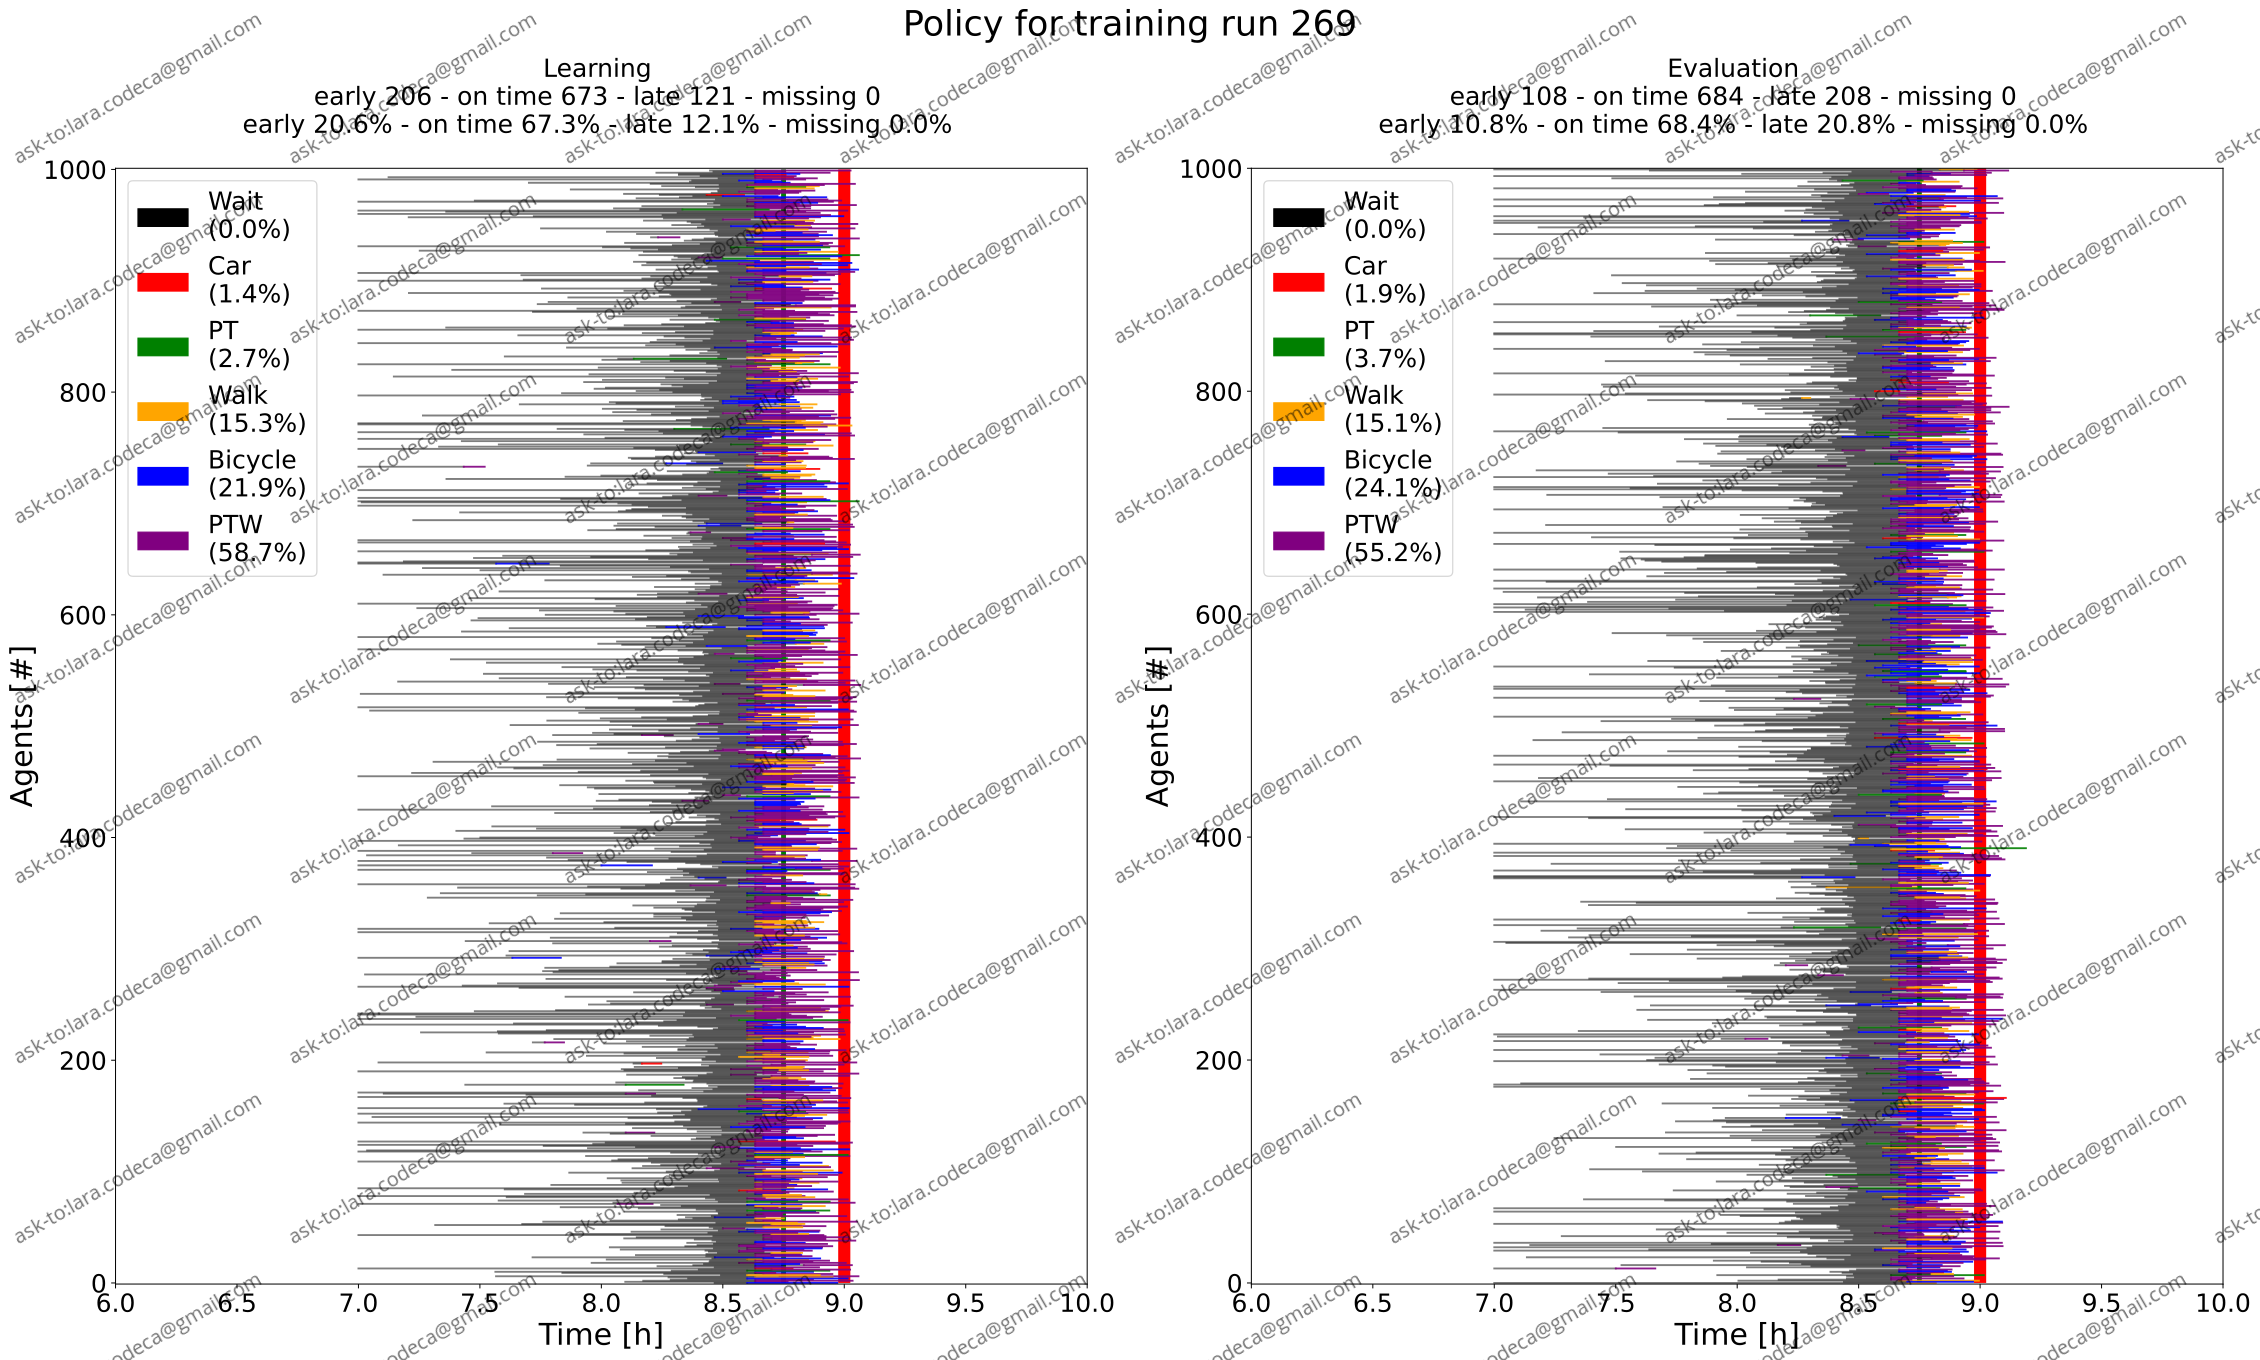 Policy for training run 269
Learning
early 206 - on time 673 - late 121 - missing 0
early 20.6% - on time 67.3% - late 12.1% - missing 0.0%
1000
800
600
400
200
0
Agents [#]
Wait
(0.0%)
Car
(1.4%)
PT
(2.7%)
Walk
(15.3%)
Bicycle
(21.9%)
PTW
(58.7%)
6.0 6.5 7.0 7.5 8.0 8.5 9.0 9.5 10.0
Time [h]
Evaluation
early 108 - on time 684 - late 208 - missing 0
early 10.8% - on time 68.4% - late 20.8% - missing 0.0%
1000
800
600
400
200
0
Agents [#]
Wait
(0.0%)
Car
(1.9%)
PT
(3.7%)
Walk
(15.1%)
Bicycle
(24.1%)
PTW
(55.2%)
6.0 6.5 7.0 7.5 8.0 8.5 9.0 9.5 10.0
Time [h]
ask-to:lara.codeca@gmail.com